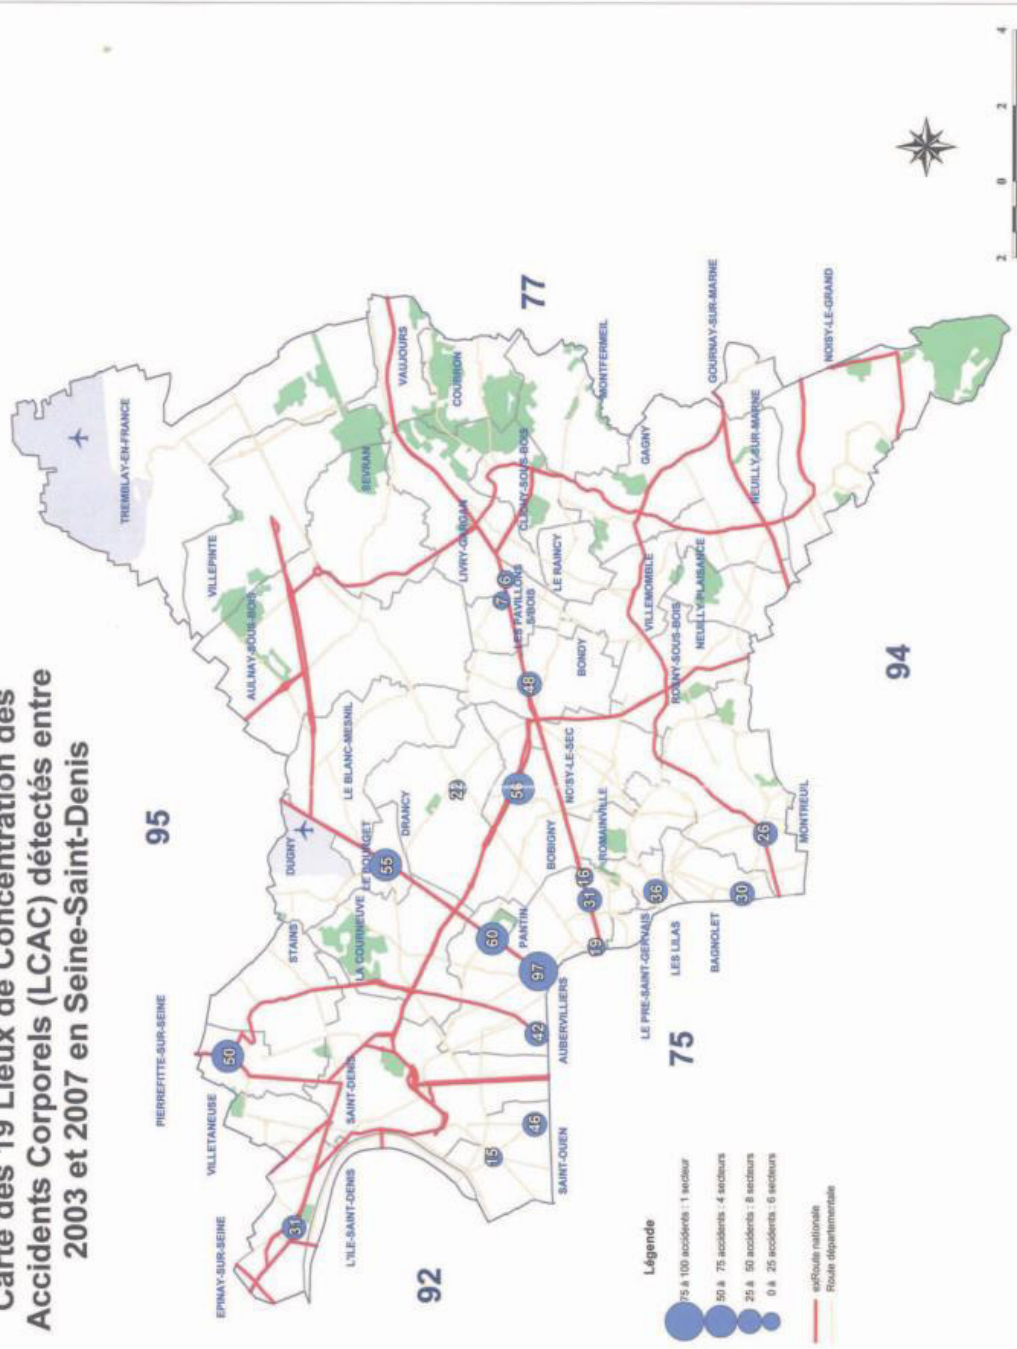 Carte des 19 Lieux de Concentration des
Accidents Corporels (LCAC) détectés entre
2003 et 2007 en Seine-Saint-Denis
95
77
92
75
94
TREMBLAY-EN-FRANCE
VILLEPINTE
AULNAY-SOUS-BOIS
SEVRAN
VAUJOURS
COUBRON
LIVRY-GARGAN
CLICHY-SOUS-BOIS
MONTFERMEIL
LE RAINCY
LES PAVILLONS
S/BOIS
GAGNY
GOURNAY-SUR-MARNE
NOISY-LE-GRAND
NEUILLY-SUR-MARNE
NEUILLY-PLAISANCE
VILLEMOMBLE
ROSNY-SOUS-BOIS
BONDY
LE BLANC-MESNIL
DRANCY
DUGNY
LE BOURGET
LA COURNEUVE
STAINS
PIERREFITTE-SUR-SEINE
VILLETANEUSE
EPINAY-SUR-SEINE
SAINT-DENIS
L'ILE-SAINT-DENIS
SAINT-OUEN
AUBERVILLIERS
PANTIN
BOBIGNY
NOISY-LE-SEC
ROMAINVILLE
LE PRE-SAINT-GERVAIS
LES LILAS
BAGNOLET
MONTREUIL
50
31
15
46
42
97
60
55
22
56
48
7
6
19
31
16
36
30
26
Légende
75 à 100 accidents : 1 secteur
50 à 75 accidents : 4 secteurs
25 à 50 accidents : 8 secteurs
0 à 25 accidents : 6 secteurs
exRoute nationale
Route départementale
2 0 2 4